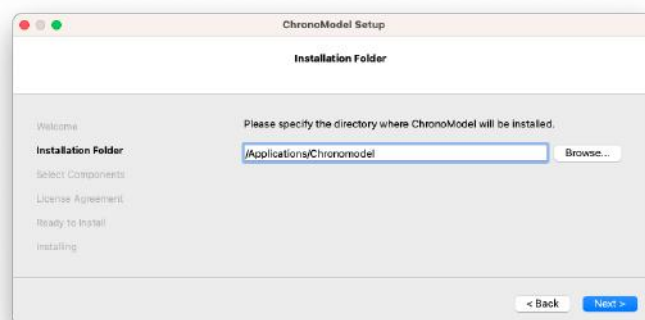 ChronoModel Setup
Installation Folder
Welcome
Installation Folder
Select Components
License Agreement
Ready to Install
Installing
Please specify the directory where ChronoModel will be installed.
/Applications/Chronomodel
Browse...
< Back
Next >